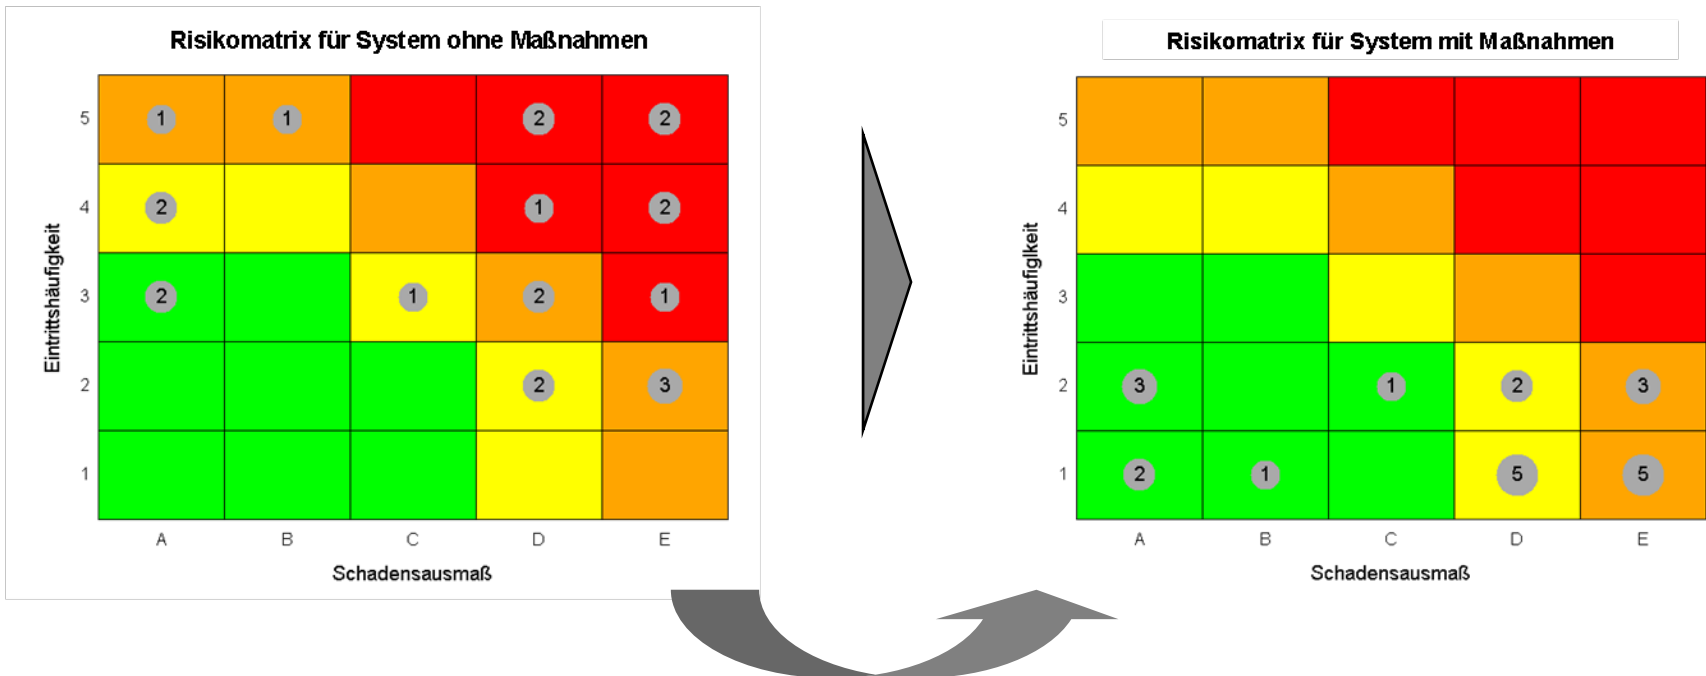 Risikomatrix für System ohne Maßnahmen
5 1 1 2 2
4 2 1 2
3 2 1 2 1
2 2 3
1
A B C D E
Eintrittshäufigkeit
Schadensausmaß
Risikomatrix für System mit Maßnahmen
5
4
3
2 3 1 2 3
1 2 1 5 5
A B C D E
Eintrittshäufiglkeit
Schadensausmaß